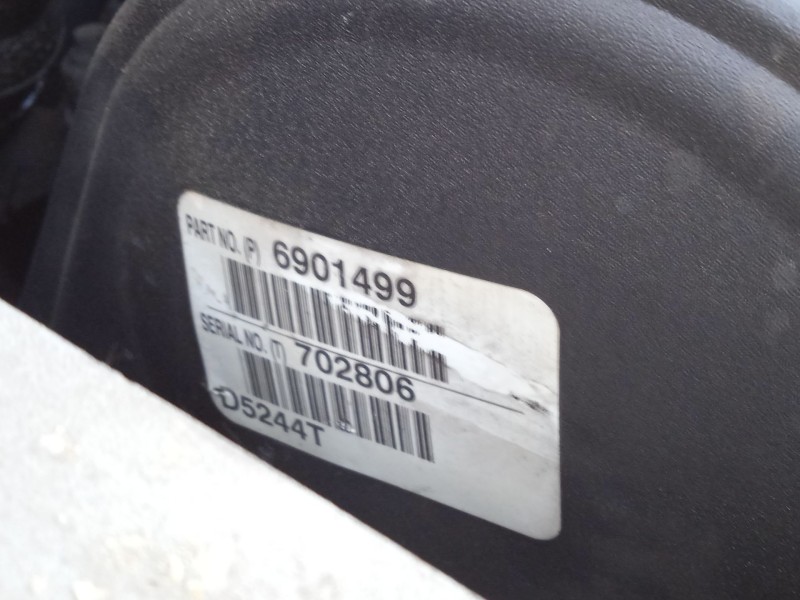 PART NO. (P) 6901499
SERIAL NO. (T) 702806
D5244T